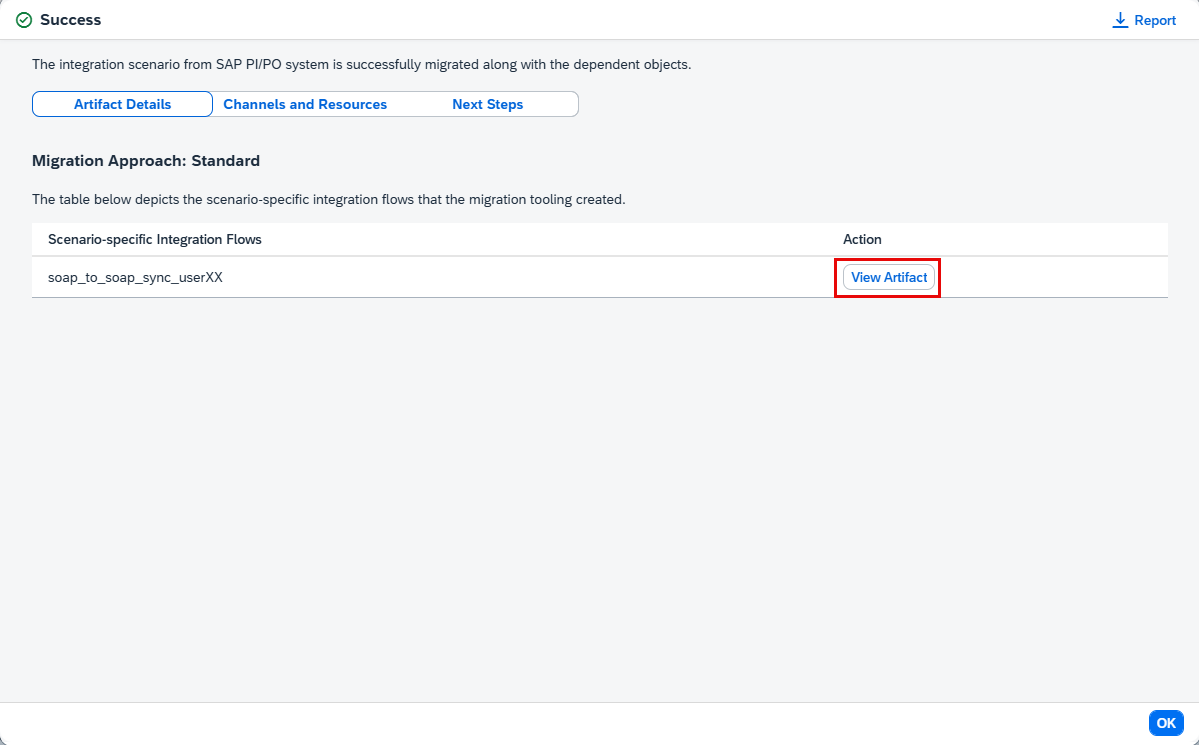 Success
Report
The integration scenario from SAP PI/PO system is successfully migrated along with the dependent objects.
Artifact Details Channels and Resources Next Steps
Migration Approach: Standard
The table below depicts the scenario-specific integration flows that the migration tooling created.
Scenario-specific Integration Flows Action
soap_to_soap_sync_userXX View Artifact
OK